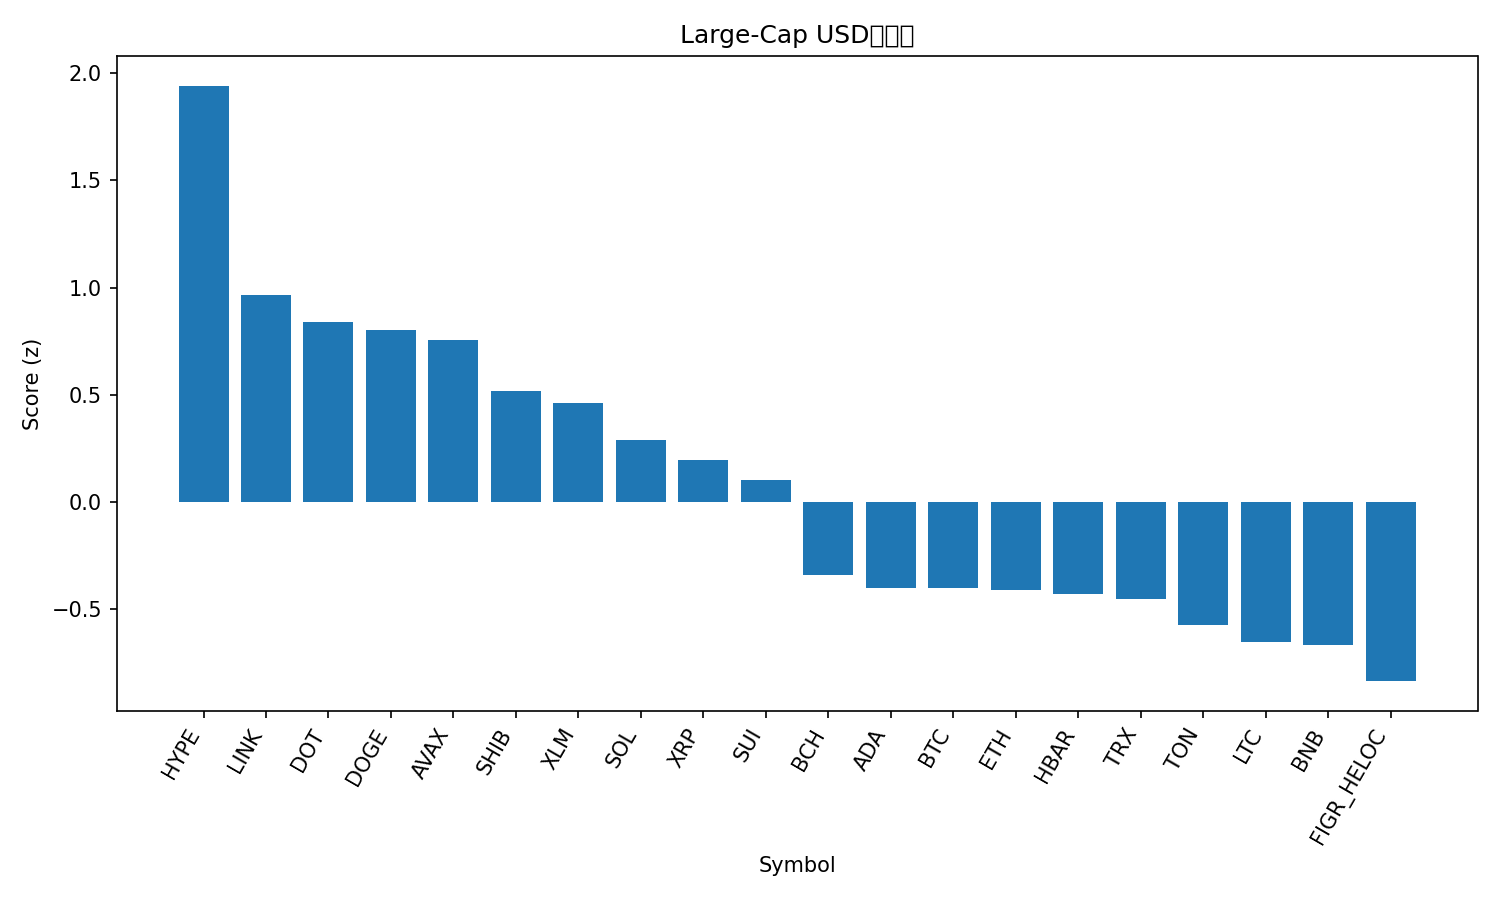 Large-Cap USD
Score (z)
2.0
1.5
1.0
0.5
0.0
−0.5
HYPE
LINK
DOT
DOGE
AVAX
SHIB
XLM
SOL
XRP
SUI
BCH
ADA
BTC
ETH
HBAR
TRX
TON
LTC
BNB
FIGR_HELOC
Symbol